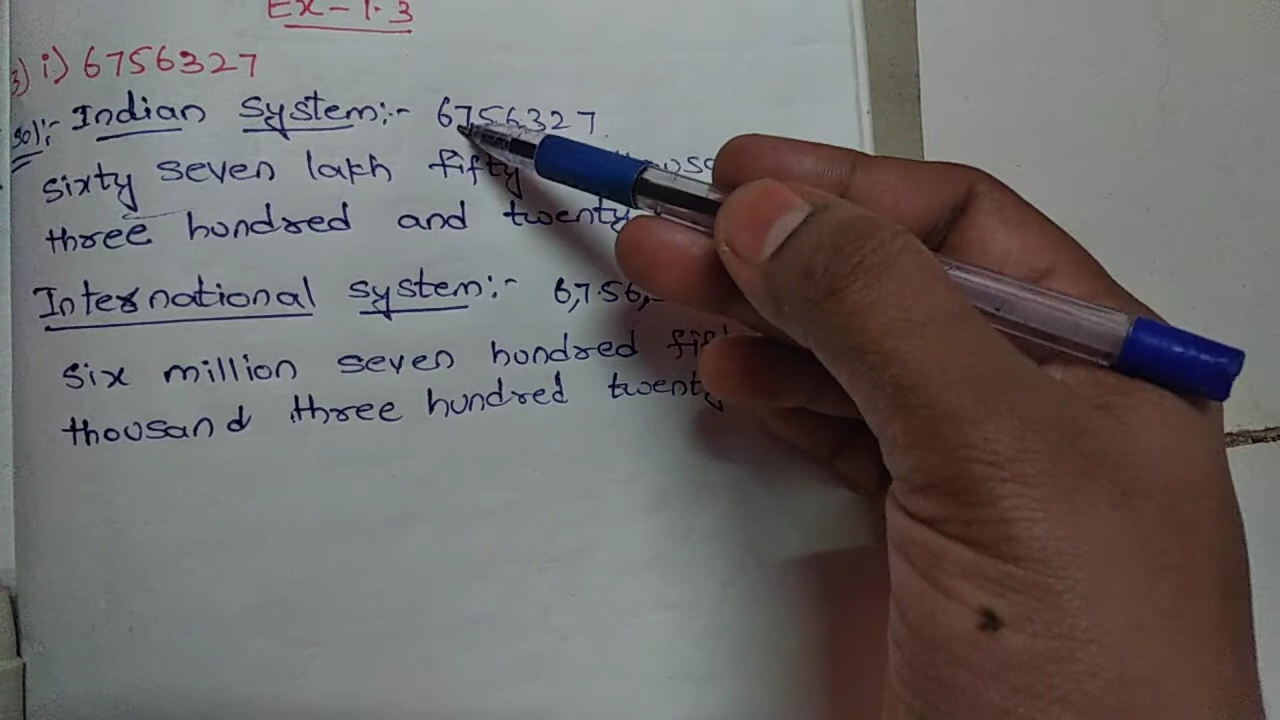 Ex-1.3
3) i) 6756327
Sol:- Indian system:- 6756327
sixty seven lakh fifty
three hundred and twenty
International system:- 6,756,
six million seven hundred
thousand three hundred twenty